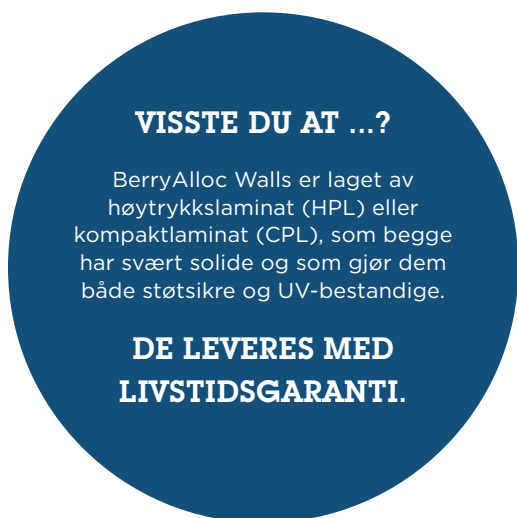 VISSTE DU AT ...?
BerryAlloc Walls er laget av
høytrykkslaminat (HPL) eller
kompaktlaminat (CPL), som begge
har svært solide og som gjør dem
både støtsikre og UV-bestandige.
DE LEVERES MED
LIVSTIDSGARANTI.